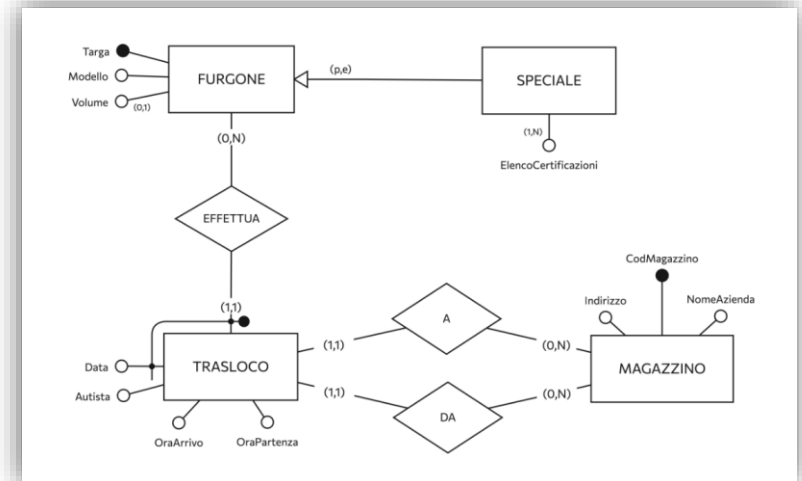 Targa
Modello
Volume
(0,1)
FURGONE
(p,e)
SPECIALE
(1,N)
ElencoCertificazioni
(0,N)
EFFETTUA
(1,1)
CodMagazzino
Indirizzo
NomeAzienda
A
(1,1)
(0,N)
Data
Autista
TRASLOCO
MAGAZZINO
(1,1)
(0,N)
DA
OraArrivo
OraPartenza